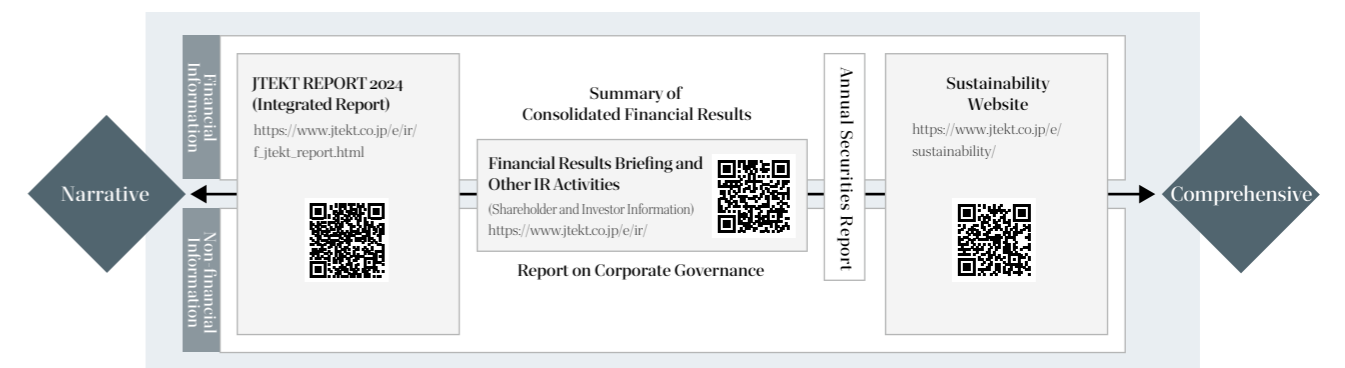 Narrative
Financial
Information
Non-financial
Information
JTEKT REPORT 2024
(Integrated Report)
https://www.jtekt.co.jp/e/ir/
f_jtekt_report.html
Summary of
Consolidated Financial Results
Financial Results Briefing and
Other IR Activities
(Shareholder and Investor Information)
https://www.jtekt.co.jp/e/ir/
Report on Corporate Governance
Annual Securities Report
Sustainability
Website
https://www.jtekt.co.jp/e/
sustainability/
Comprehensive